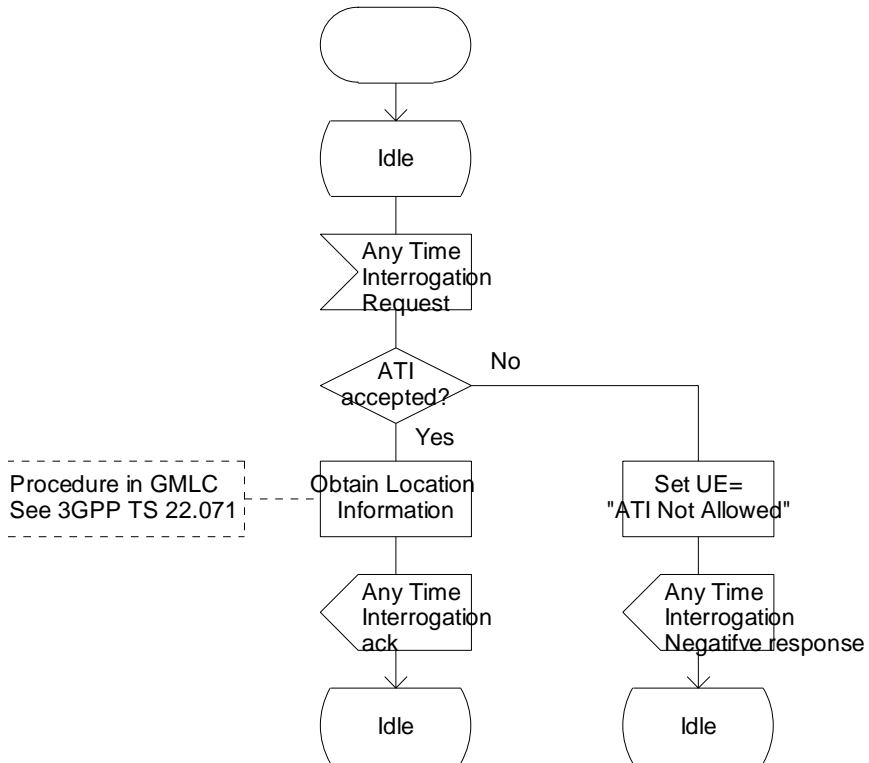 Idle
Any Time
Interrogation
Request
ATI
accepted?
No
Yes
Procedure in GMLC
See 3GPP TS 22.071
Obtain Location
Information
Set UE=
"ATI Not Allowed"
Any Time
Interrogation
ack
Any Time
Interrogation
Negatifve response
Idle
Idle